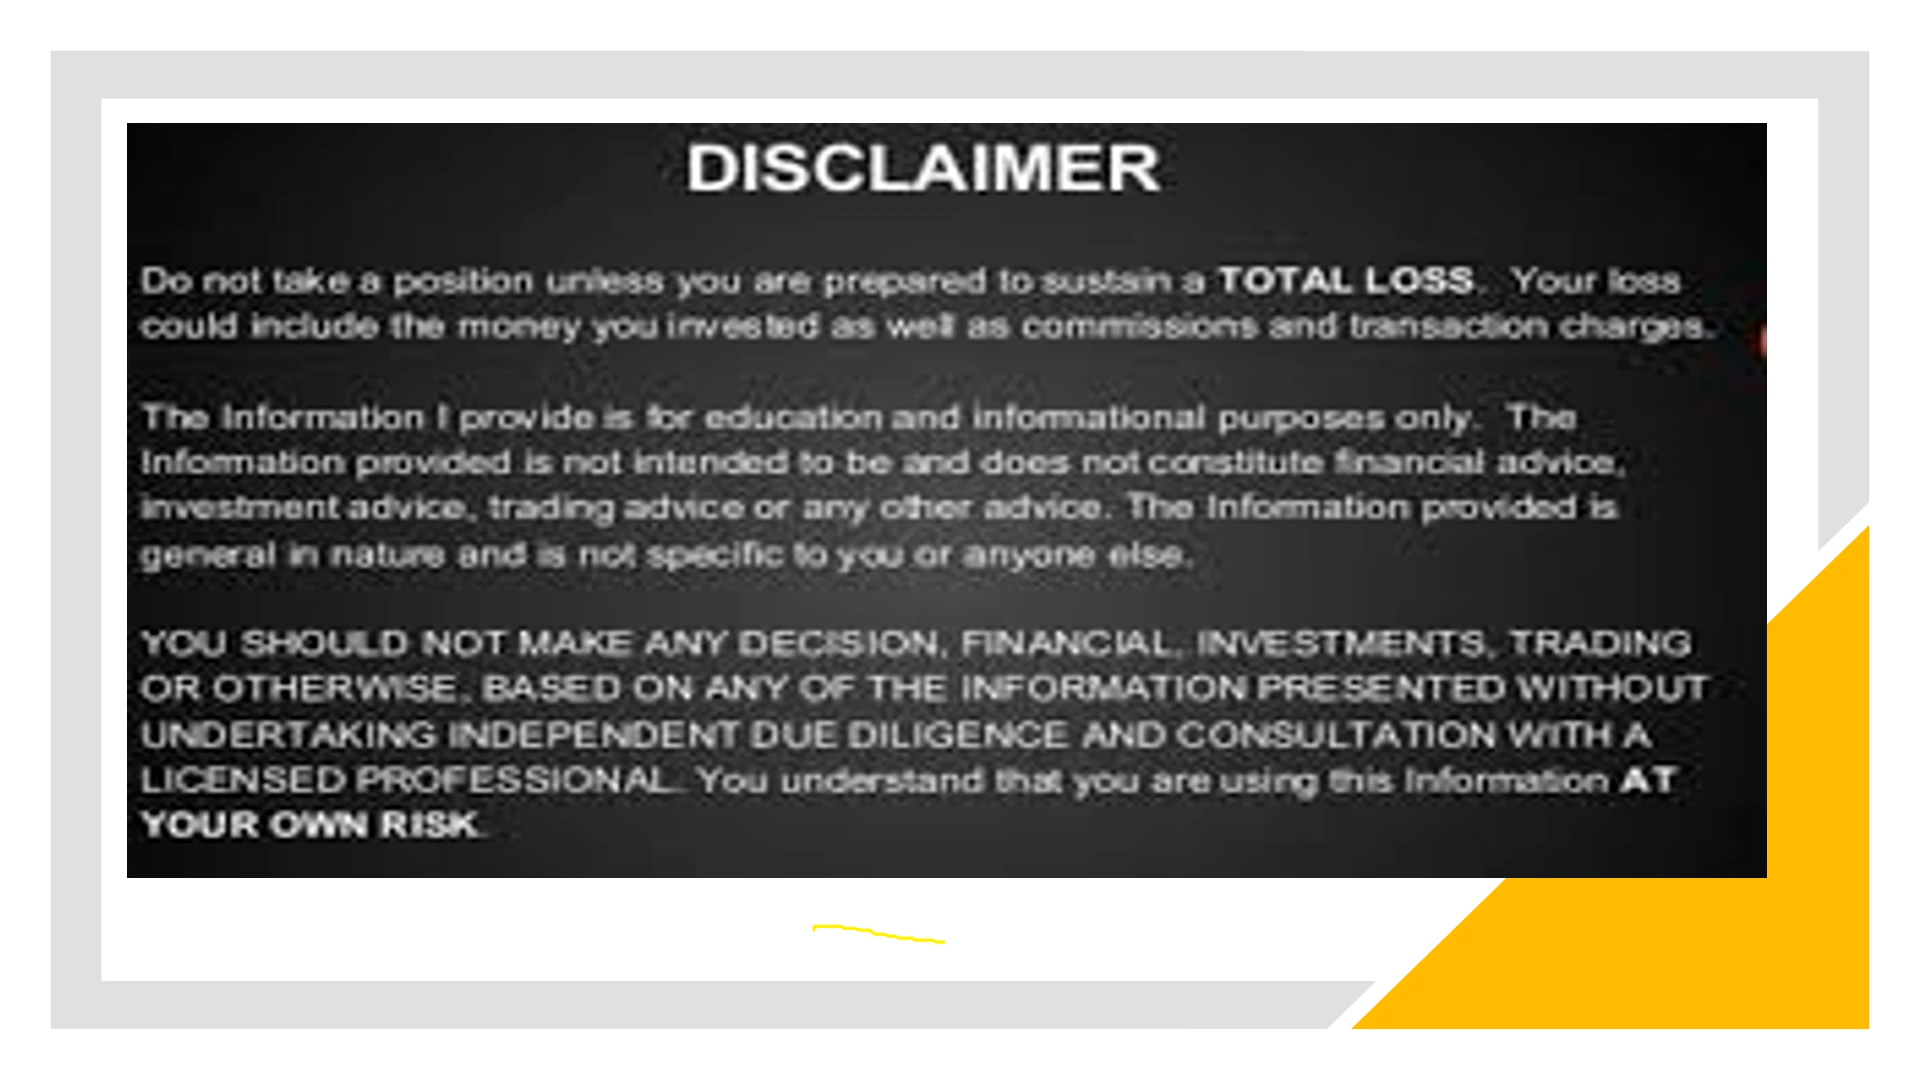 DISCLAIMER
Do not take a position unless you are prepared to sustain a TOTAL LOSS. Your loss
could include the money you invested as well as commissions and transaction charges.
The Information I provide is for education and informational purposes only. The
Information provided is not intended to be and does not constitute financial advice,
investment advice, trading advice or any other advice. The Information provided is
general in nature and is not specific to you or anyone else.
YOU SHOULD NOT MAKE ANY DECISION, FINANCIAL, INVESTMENTS, TRADING
OR OTHERWISE, BASED ON ANY OF THE INFORMATION PRESENTED WITHOUT
UNDERTAKING INDEPENDENT DUE DILIGENCE AND CONSULTATION WITH A
LICENSED PROFESSIONAL. You understand that you are using this Information AT
YOUR OWN RISK.